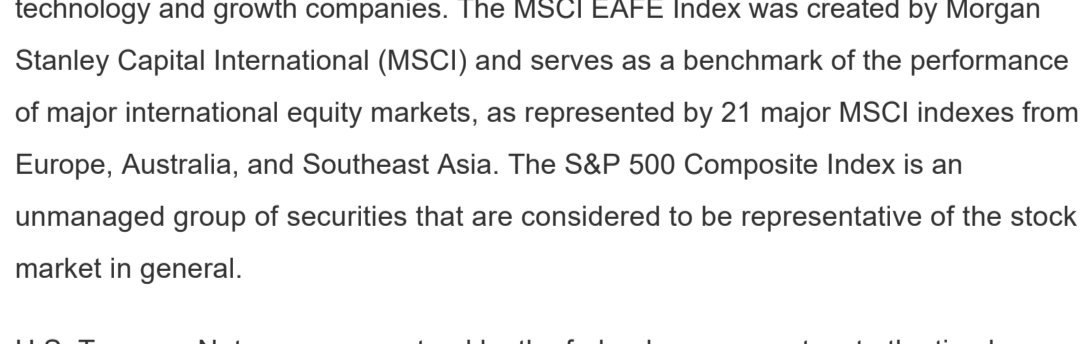 technology and growth companies. The MSCI EAFE Index was created by Morgan
Stanley Capital International (MSCI) and serves as a benchmark of the performance
of major international equity markets, as represented by 21 major MSCI indexes from
Europe, Australia, and Southeast Asia. The S&P 500 Composite Index is an
unmanaged group of securities that are considered to be representative of the stock
market in general.